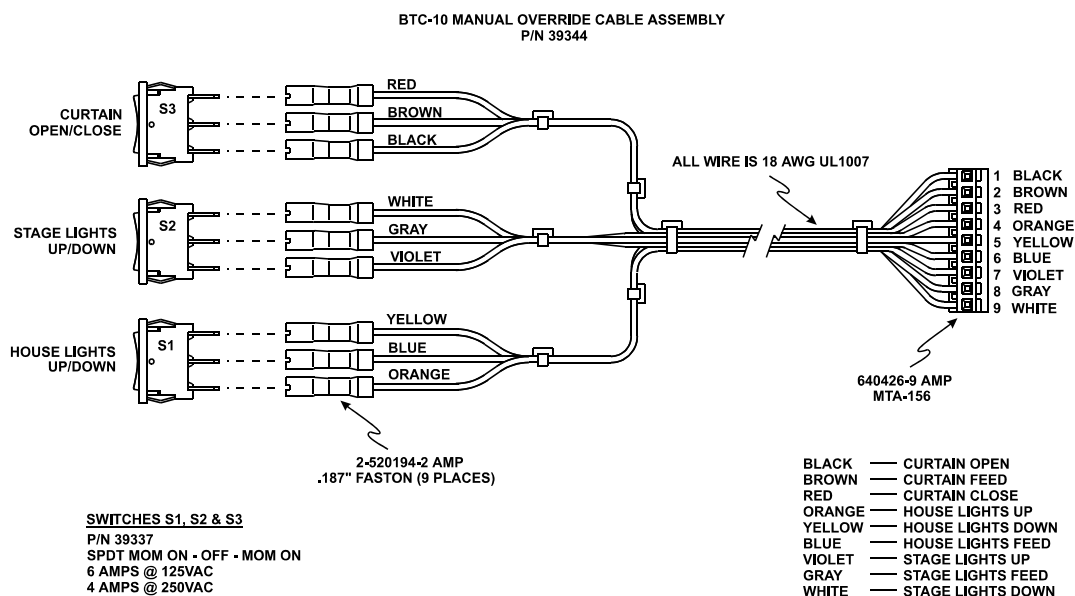 BTC-10 MANUAL OVERRIDE CABLE ASSEMBLY
P/N 39344
CURTAIN
OPEN/CLOSE
S3
RED
BROWN
BLACK
STAGE LIGHTS
UP/DOWN
S2
WHITE
GRAY
VIOLET
HOUSE LIGHTS
UP/DOWN
S1
YELLOW
BLUE
ORANGE
ALL WIRE IS 18 AWG UL1007
1 BLACK
2 BROWN
3 RED
4 ORANGE
5 YELLOW
6 BLUE
7 VIOLET
8 GRAY
9 WHITE
640426-9 AMP
MTA-156
2-520194-2 AMP
.187" FASTON (9 PLACES)
SWITCHES S1, S2 & S3
P/N 39337
SPDT MOM ON - OFF - MOM ON
6 AMPS @ 125VAC
4 AMPS @ 250VAC
BLACK — CURTAIN OPEN
BROWN — CURTAIN FEED
RED — CURTAIN CLOSE
ORANGE — HOUSE LIGHTS UP
YELLOW — HOUSE LIGHTS DOWN
BLUE — HOUSE LIGHTS FEED
VIOLET — STAGE LIGHTS UP
GRAY — STAGE LIGHTS FEED
WHITE — STAGE LIGHTS DOWN